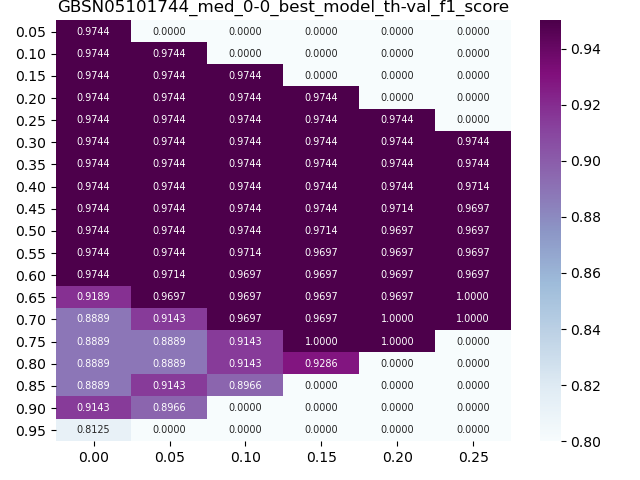 GBSN05101744_med_0-0_best_model_th-val_f1_score
0.05 0.9744 0.0000 0.0000 0.0000 0.0000 0.0000
0.10 0.9744 0.9744 0.0000 0.0000 0.0000 0.0000
0.15 0.9744 0.9744 0.9744 0.0000 0.0000 0.0000
0.20 0.9744 0.9744 0.9744 0.9744 0.0000 0.0000
0.25 0.9744 0.9744 0.9744 0.9744 0.9744 0.0000
0.30 0.9744 0.9744 0.9744 0.9744 0.9744 0.9744
0.35 0.9744 0.9744 0.9744 0.9744 0.9744 0.9744
0.40 0.9744 0.9744 0.9744 0.9744 0.9744 0.9714
0.45 0.9744 0.9744 0.9744 0.9744 0.9714 0.9697
0.50 0.9744 0.9744 0.9744 0.9714 0.9697 0.9697
0.55 0.9744 0.9744 0.9714 0.9697 0.9697 0.9697
0.60 0.9744 0.9714 0.9697 0.9697 0.9697 0.9697
0.65 0.9189 0.9697 0.9697 0.9697 0.9697 1.0000
0.70 0.8889 0.9143 0.9697 0.9697 1.0000 1.0000
0.75 0.8889 0.8889 0.9143 1.0000 1.0000 0.0000
0.80 0.8889 0.8889 0.9143 0.9286 0.0000 0.0000
0.85 0.8889 0.9143 0.8966 0.0000 0.0000 0.0000
0.90 0.9143 0.8966 0.0000 0.0000 0.0000 0.0000
0.95 0.8125 0.0000 0.0000 0.0000 0.0000 0.0000
0.00 0.05 0.10 0.15 0.20 0.25
0.94
0.92
0.90
0.88
0.86
0.84
0.82
0.80